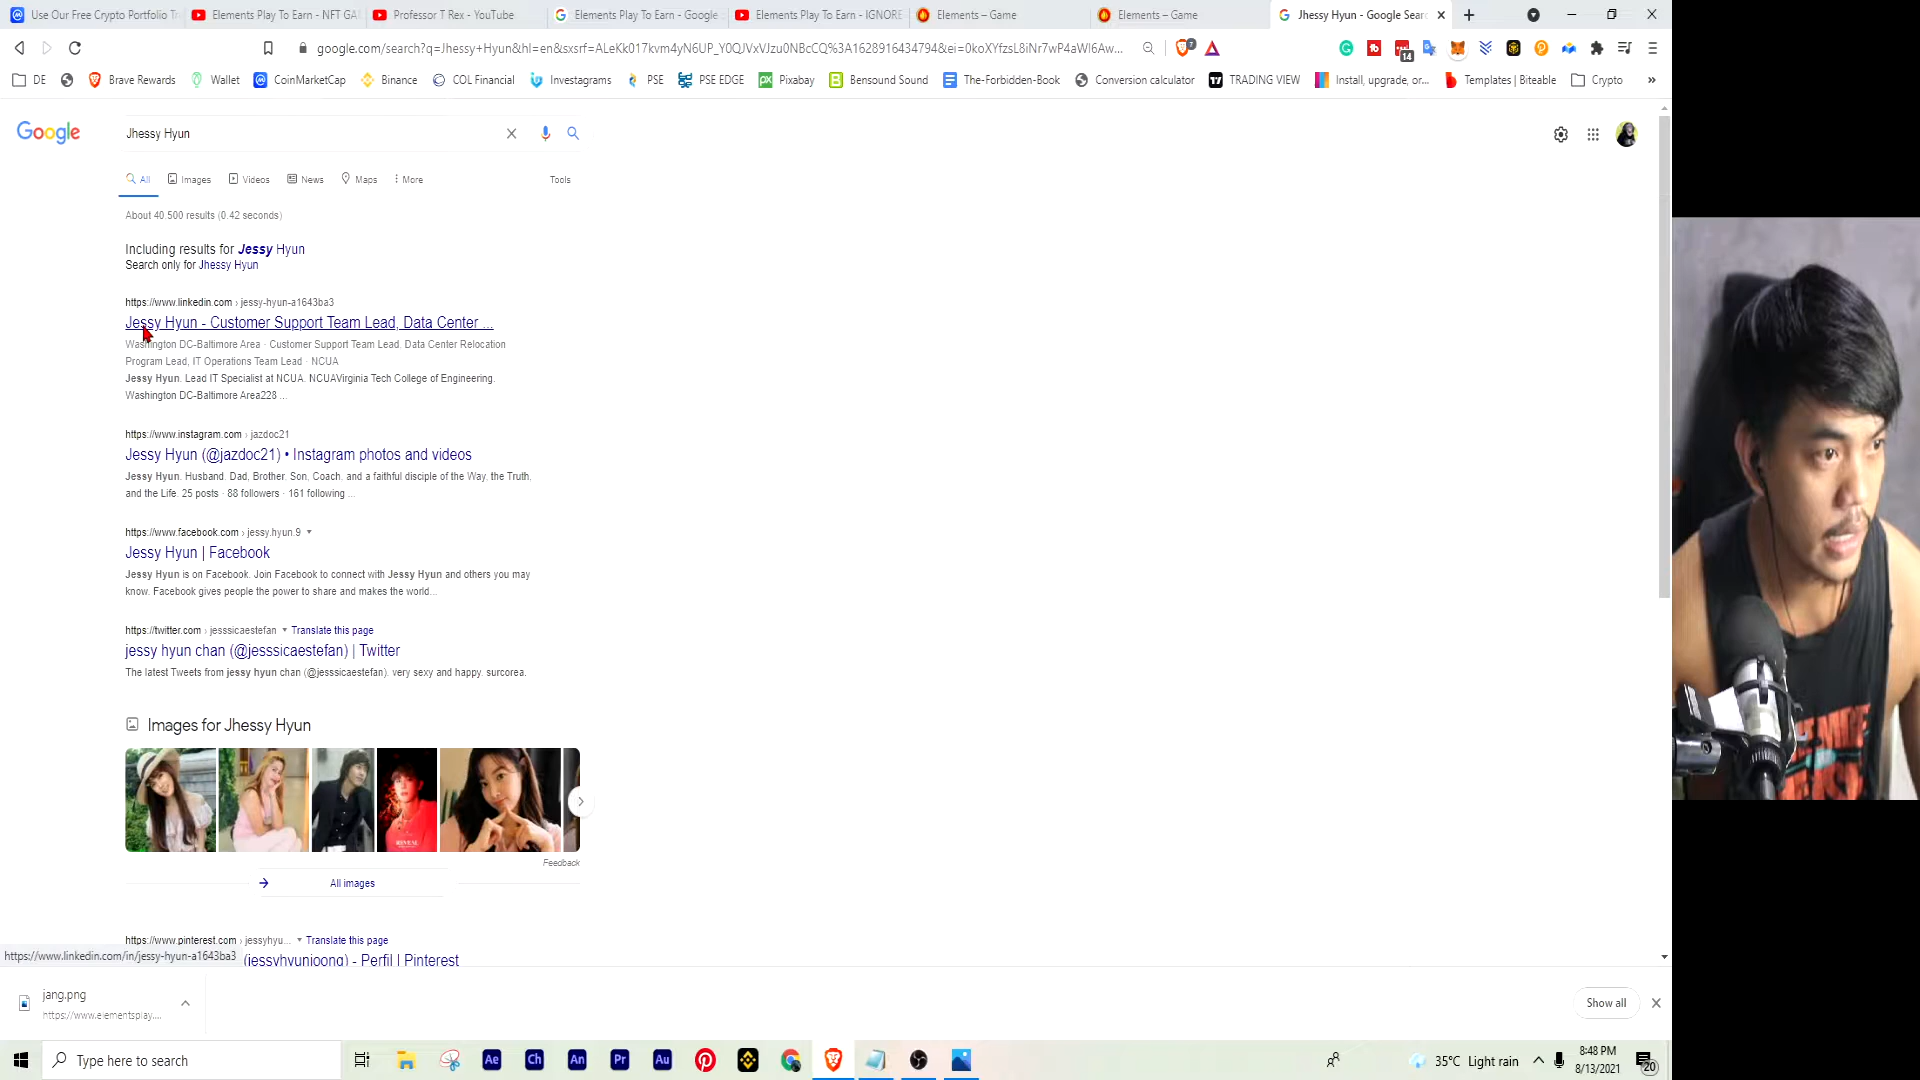 Use Our Free Crypto Portfolio Tr
Elements Play To Earn - NFT GA
Professor T Rex - YouTube
Elements Play To Earn - Google
Elements Play To Earn - IGNORE
Elements – Game
Elements – Game
Jhessy Hyun - Google Sear
google.com/search?q=Jhessy+Hyun&hl=en&sxsrf=ALeKk017kvm4yN6UP_Y0QJVxVJzu0NBcCQ%3A1628916434794&ei=0koXYfzsL8iNr7wP4aWl6Aw...
7
14
DE
Brave Rewards
Wallet
CoinMarketCap
Binance
COL Financial
Investagrams
PSE
PSE EDGE
Pixabay
Bensound Sound
The-Forbidden-Book
Conversion calculator
TRADING VIEW
Install, upgrade, or...
Templates | Biteable
Crypto
Google
Jhessy Hyun
All
Images
Videos
News
Maps
More
Tools
About 40,500 results (0.42 seconds)
Including results for Jessy Hyun
Search only for Jhessy Hyun
https://www.linkedin.com › jessy-hyun-a1643ba3
Jessy Hyun - Customer Support Team Lead, Data Center ...
Washington DC-Baltimore Area · Customer Support Team Lead, Data Center Relocation
Program Lead, IT Operations Team Lead · NCUA
Jessy Hyun. Lead IT Specialist at NCUA. NCUAVirginia Tech College of Engineering.
Washington DC-Baltimore Area228 ...
https://www.instagram.com › jazdoc21
Jessy Hyun (@jazdoc21) • Instagram photos and videos
Jessy Hyun. Husband. Dad, Brother. Son, Coach, and a faithful disciple of the Way, the Truth,
and the Life. 25 posts · 88 followers · 161 following ...
https://www.facebook.com › jessy.hyun.9
Jessy Hyun | Facebook
Jessy Hyun is on Facebook. Join Facebook to connect with Jessy Hyun and others you may
know. Facebook gives people the power to share and makes the world...
https://twitter.com › jesssicaestefan
Translate this page
jessy hyun chan (@jesssicaestefan) | Twitter
The latest Tweets from jessy hyun chan (@jesssicaestefan). very sexy and happy. surcorea.
Images for Jhessy Hyun
Feedback
All images
https://www.pinterest.com › jessyhyu...
Translate this page
https://www.linkedin.com/in/jessy-hyun-a1643ba3
(jessyhyunjoong) - Perfil | Pinterest
jang.png
https://www.elementsplay....
Show all
Type here to search
Ae
Ch
An
Pr
Au
35°C Light rain
8:48 PM
8/13/2021
20